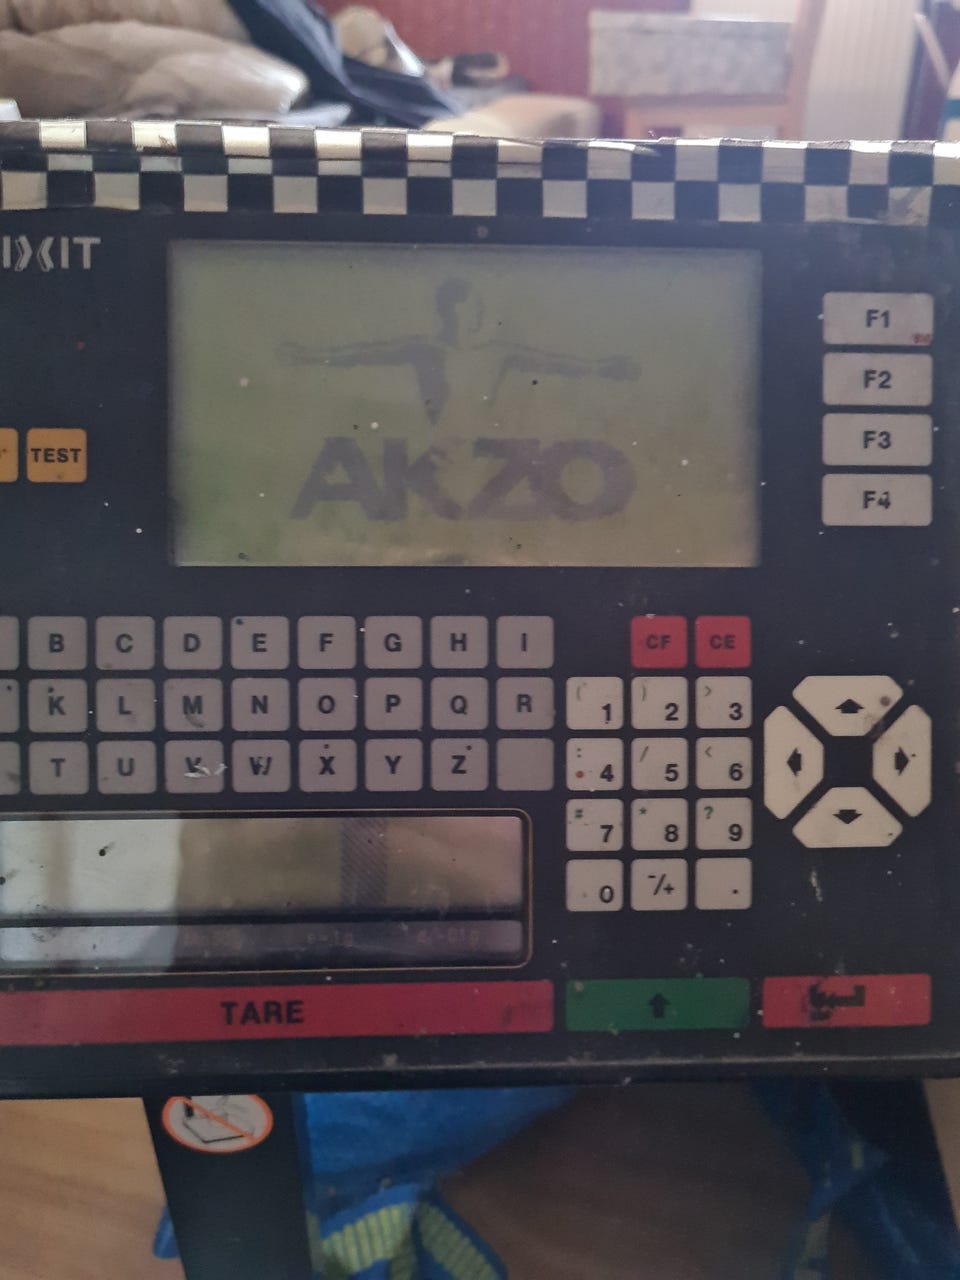 IXIT
AKZO
F1
F2
F3
F4
TEST
B C D E F G H I
CF CE
K L M N O P Q R
( 1 ) 2 > 3
T U V W X Y Z
: 4 / 5 < 6
# 7 * 8 ? 9
0 -/+ .
TARE